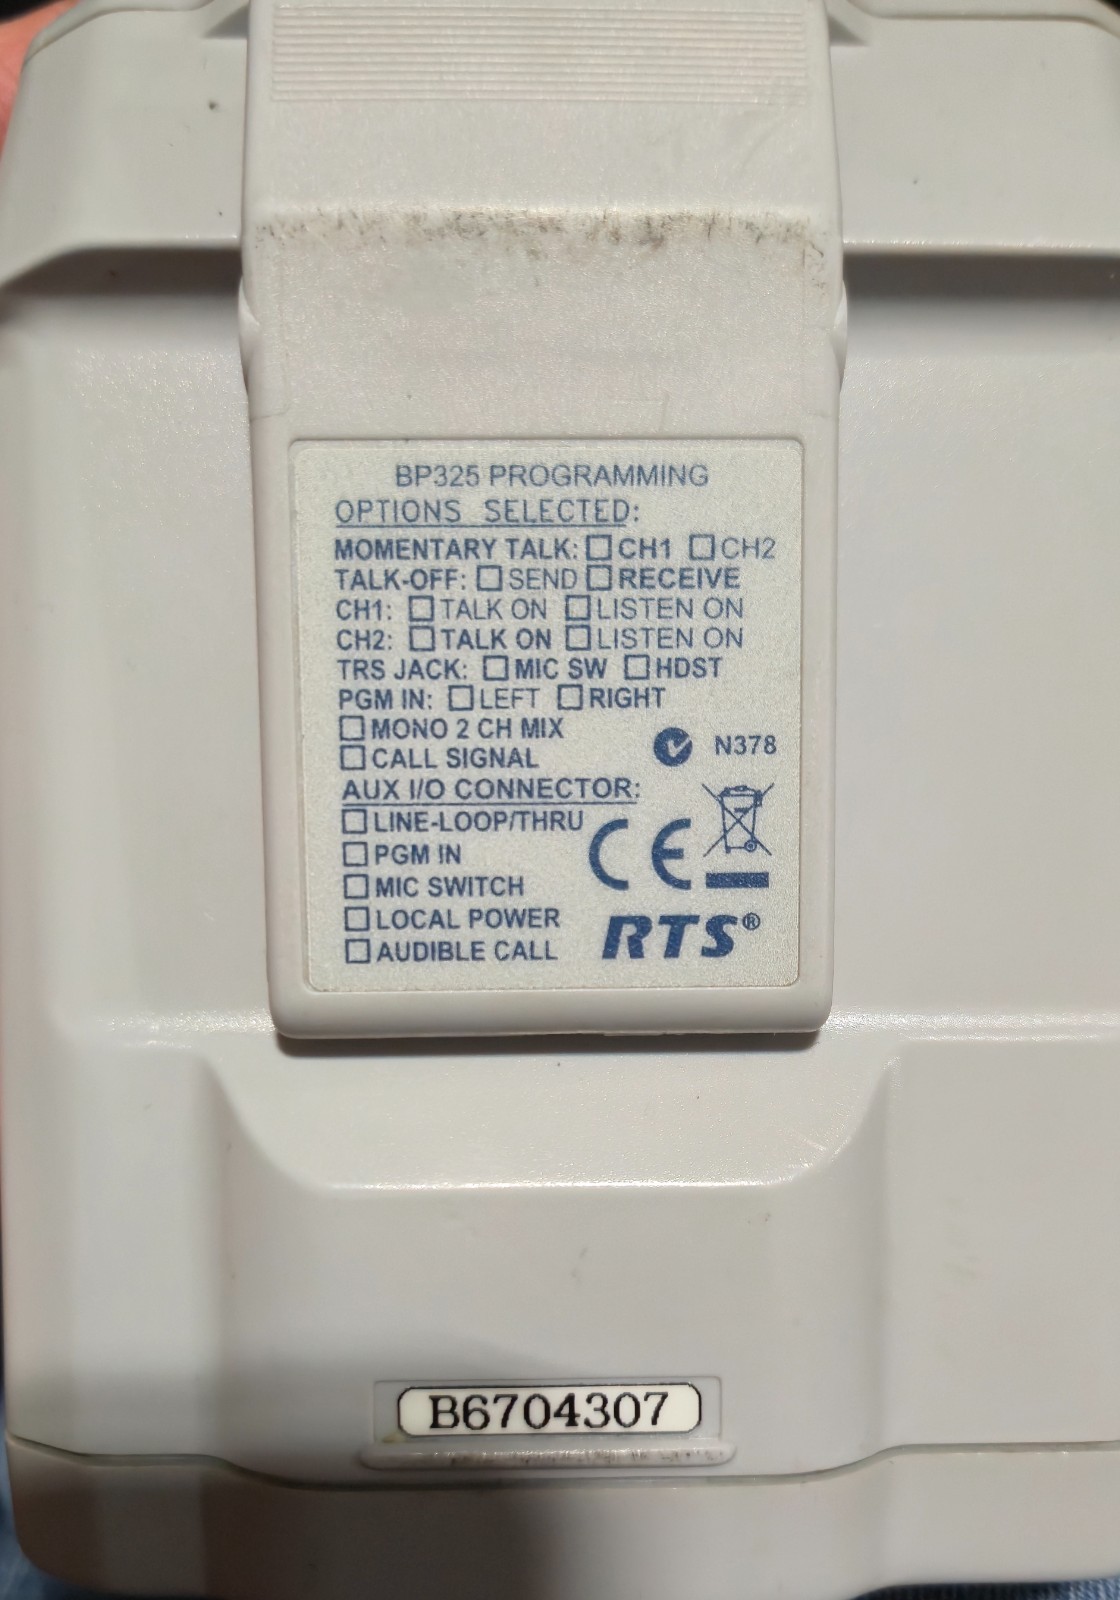 BP325 PROGRAMMING
OPTIONS SELECTED:
MOMENTARY TALK: ☐ CH1 ☐ CH2
TALK-OFF: ☐ SEND ☐ RECEIVE
CH1: ☐ TALK ON ☐ LISTEN ON
CH2: ☐ TALK ON ☐ LISTEN ON
TRS JACK: ☐ MIC SW ☐ HDST
PGM IN: ☐ LEFT ☐ RIGHT
☐ MONO 2 CH MIX
☐ CALL SIGNAL
N378
AUX I/O CONNECTOR:
☐ LINE-LOOP/THRU
☐ PGM IN
☐ MIC SWITCH
☐ LOCAL POWER
☐ AUDIBLE CALL
CE
RTS®
B6704307